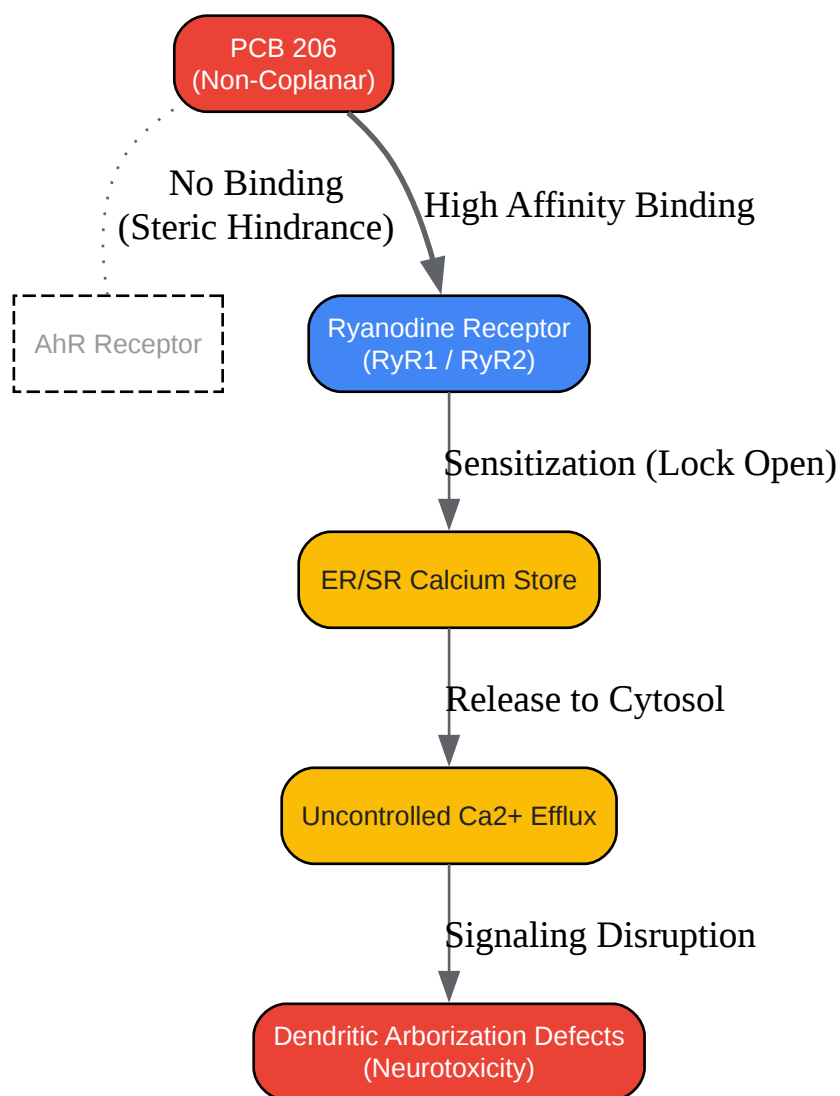 PCB 206
(Non-Coplanar)
No Binding
(Steric Hindrance)
High Affinity Binding
AhR Receptor
Ryanodine Receptor
(RyR1 / RyR2)
Sensitization (Lock Open)
ER/SR Calcium Store
Release to Cytosol
Uncontrolled Ca2+ Efflux
Signaling Disruption
Dendritic Arborization Defects
(Neurotoxicity)